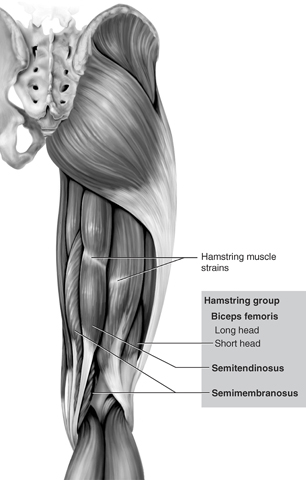 Hamstring muscle
strains
Hamstring group
Biceps femoris
Long head
Short head
Semitendinosus
Semimembranosus